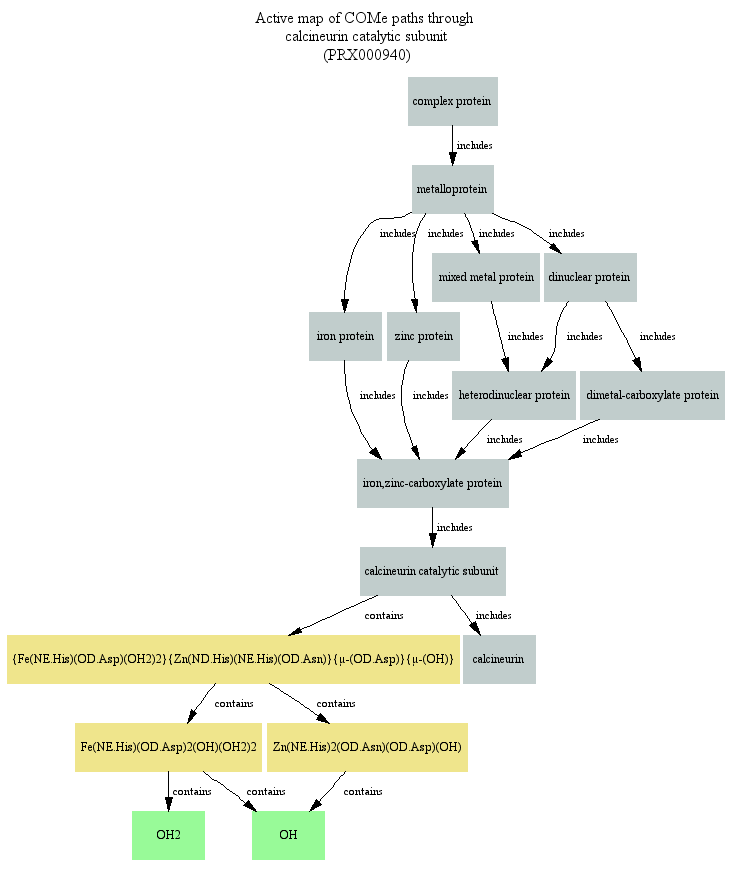 Active map of COMe paths through
calcineurin catalytic subunit
(PRX000940)
complex protein
includes
metalloprotein
includes
includes
includes
includes
mixed metal protein
dinuclear protein
iron protein
zinc protein
includes
includes
includes
heterodinuclear protein
dimetal-carboxylate protein
includes
includes
includes
includes
iron,zinc-carboxylate protein
includes
calcineurin catalytic subunit
contains
includes
{Fe(NE.His)(OD.Asp)(OH2)2}{Zn(ND.His)(NE.His)(OD.Asn)}{μ-(OD.Asp)}{μ-(OH)}
calcineurin
contains
contains
Fe(NE.His)(OD.Asp)2(OH)(OH2)2
Zn(NE.His)2(OD.Asn)(OD.Asp)(OH)
contains
contains
contains
OH2
OH